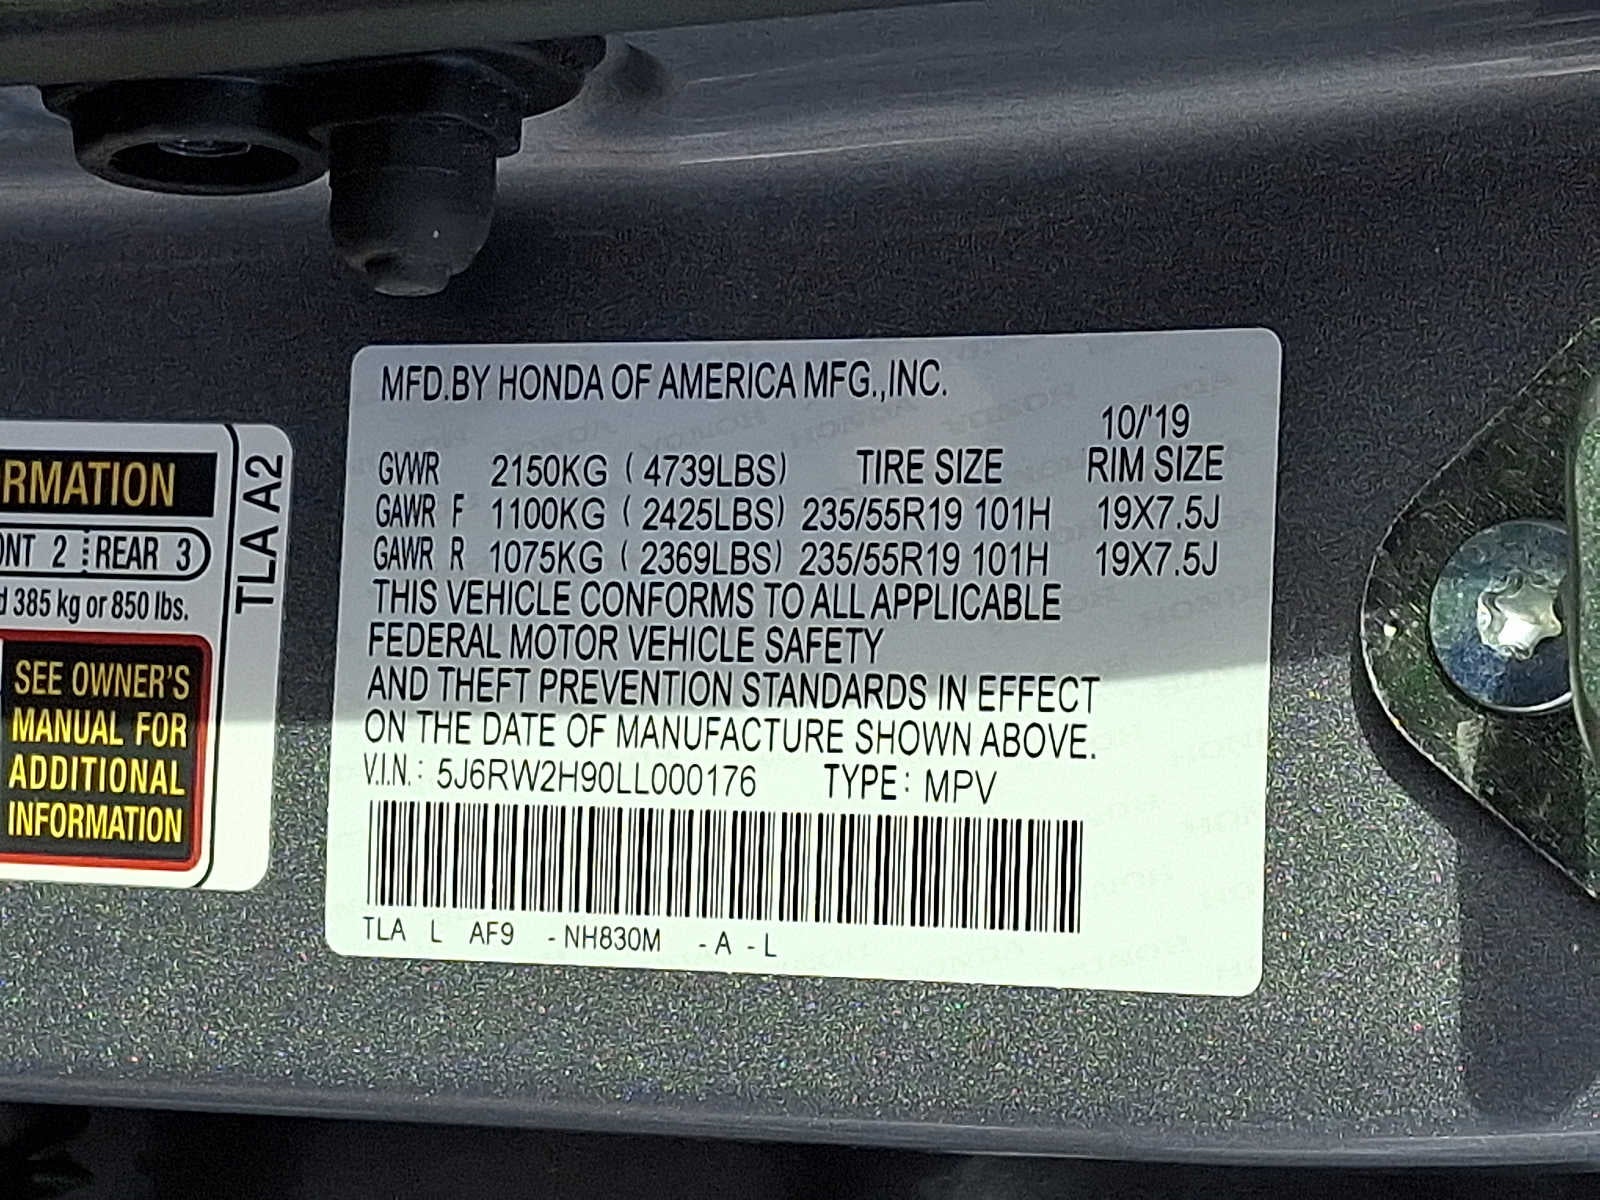 MFD.BY HONDA OF AMERICA MFG.,INC.
10/'19
GVWR 2150KG ( 4739LBS) TIRE SIZE RIM SIZE
GAWR F 1100KG ( 2425LBS) 235/55R19 101H 19X7.5J
GAWR R 1075KG ( 2369LBS) 235/55R19 101H 19X7.5J
THIS VEHICLE CONFORMS TO ALL APPLICABLE
FEDERAL MOTOR VEHICLE SAFETY
AND THEFT PREVENTION STANDARDS IN EFFECT
ON THE DATE OF MANUFACTURE SHOWN ABOVE.
V.I.N.: 5J6RW2H90LL000176 TYPE: MPV
TLA L AF9 -NH830M -A -L
RMATION
ONT 2 REAR 3
d 385 kg or 850 lbs.
SEE OWNER'S
MANUAL FOR
ADDITIONAL
INFORMATION
TLA A2